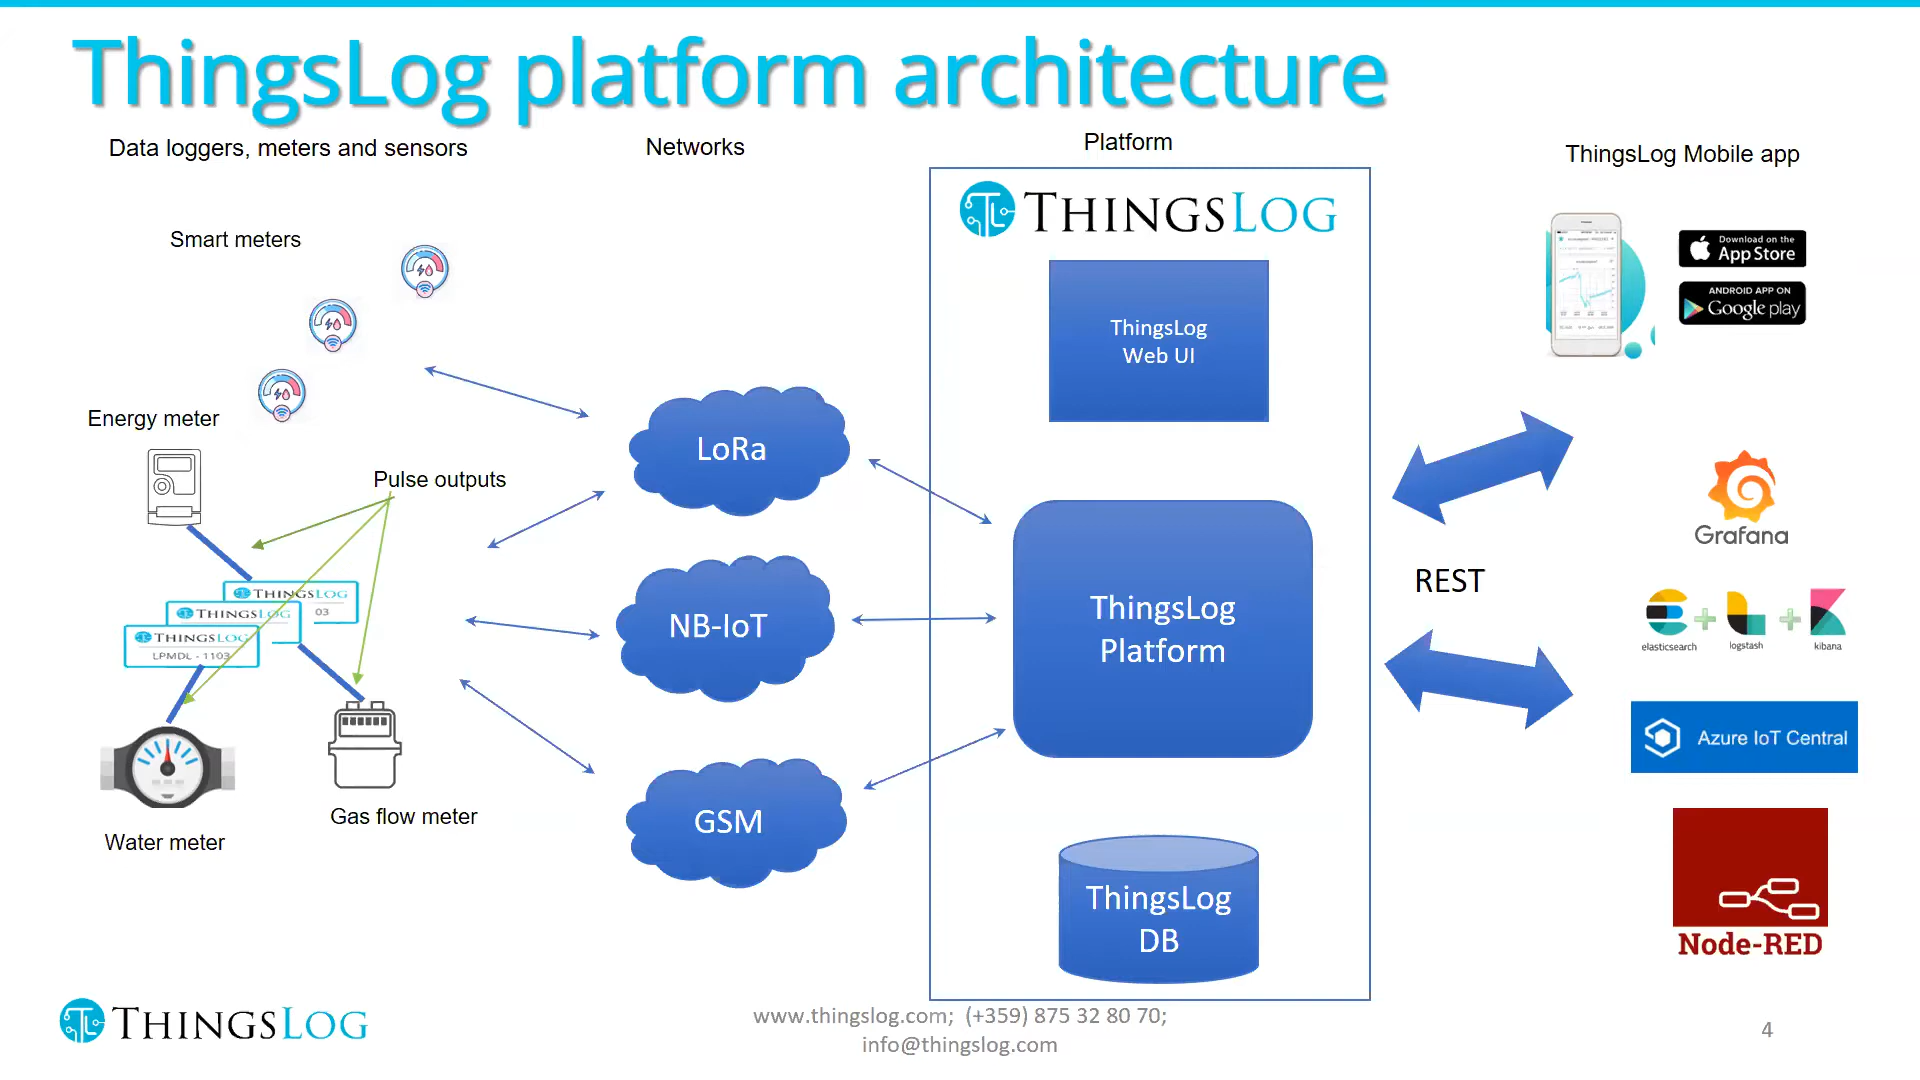 ThingsLog platform architecture
Data loggers, meters and sensors
Networks
Platform
ThingsLog Mobile app
THINGSLOG
Smart meters
Download on the
App Store
ANDROID APP ON
Google play
ThingsLog
Web UI
Energy meter
Pulse outputs
LoRa
Grafana
REST
THINGSLOG
03
THINGSLOG
THINGSLOG
LPMDL - 1103
NB-IoT
ThingsLog
Platform
elasticsearch
logstash
kibana
Azure IoT Central
Gas flow meter
Water meter
GSM
ThingsLog
DB
Node-RED
THINGSLOG
www.thingslog.com; (+359) 875 32 80 70;
info@thingslog.com
4